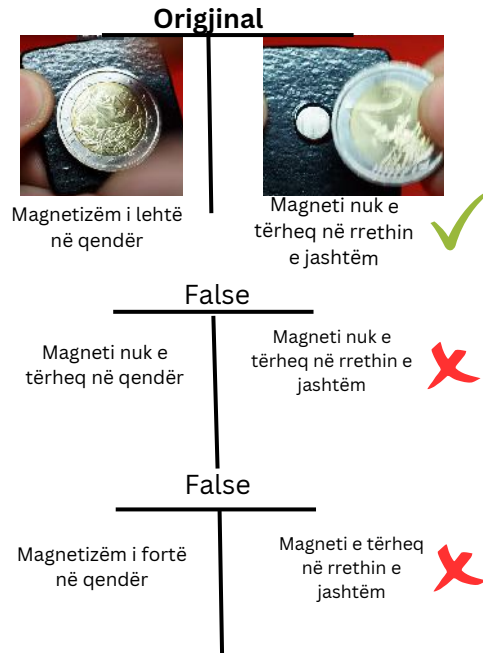 Origjinal
Magnetizëm i lehtë
në qendër
Magneti nuk e
tërheq në rrethin
e jashtëm
False
Magneti nuk e
tërheq në qendër
Magneti nuk e
tërheq në rrethin e
jashtëm
False
Magnetizëm i fortë
në qendër
Magneti e tërheq
në rrethin e
jashtëm